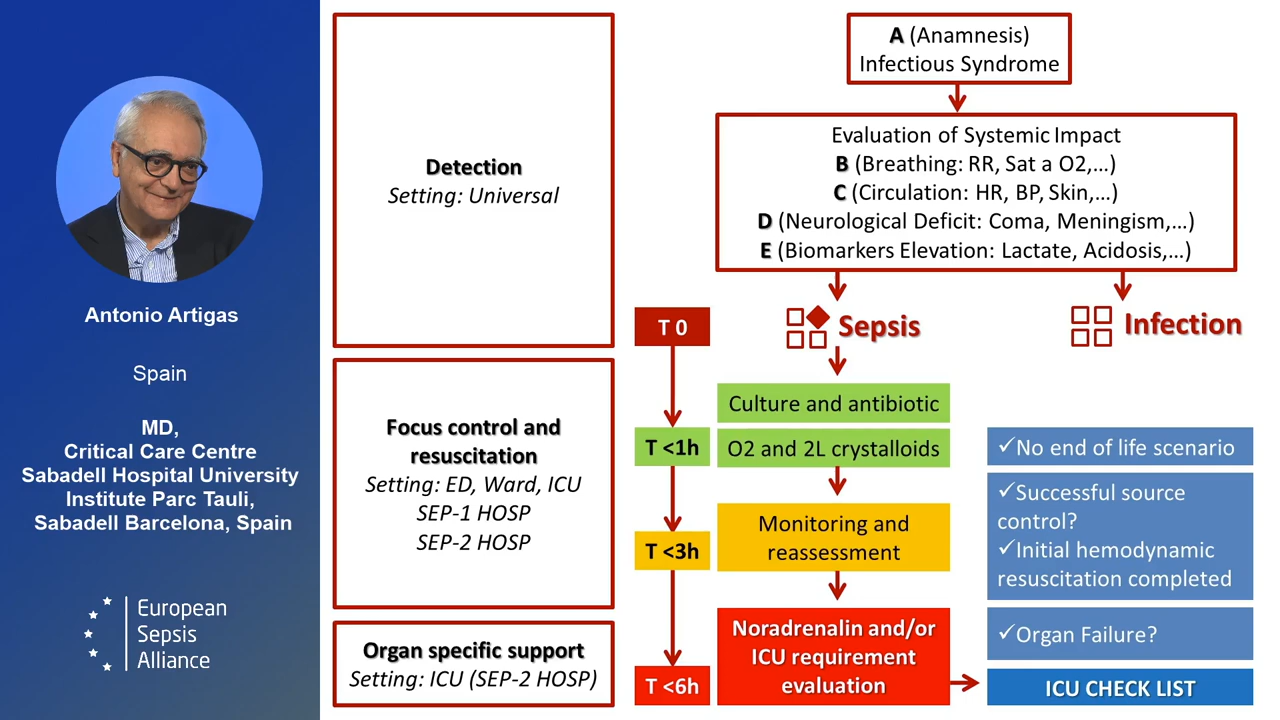 Antonio Artigas
Spain
MD,
Critical Care Centre
Sabadell Hospital University
Institute Parc Tauli,
Sabadell Barcelona, Spain
European
Sepsis
Alliance
Detection
Setting: Universal
Focus control and
resuscitation
Setting: ED, Ward, ICU
SEP-1 HOSP
SEP-2 HOSP
Organ specific support
Setting: ICU (SEP-2 HOSP)
T 0
T <1h
T <3h
T <6h
A (Anamnesis)
Infectious Syndrome
Evaluation of Systemic Impact
B (Breathing: RR, Sat a O2,...)
C (Circulation: HR, BP, Skin,...)
D (Neurological Deficit: Coma, Meningism,...)
E (Biomarkers Elevation: Lactate, Acidosis,...)
Sepsis
Infection
Culture and antibiotic
O2 and 2L crystalloids
Monitoring and
reassessment
Noradrenalin and/or
ICU requirement
evaluation
✓No end of life scenario
✓Successful source
control?
✓Initial hemodynamic
resuscitation completed
✓Organ Failure?
ICU CHECK LIST